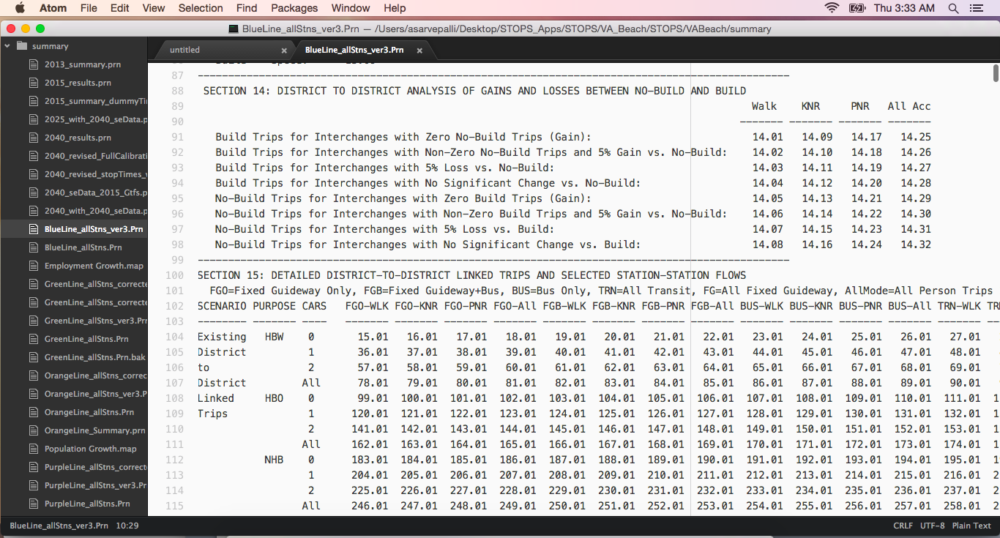 Atom File Edit View Selection Find Packages Window Help Thu 3:33 AM
BlueLine_allStns_ver3.Prn — /Users/asarvepalli/Desktop/STOPS_Apps/STOPS/VA_Beach/STOPS/VABeach/summary
summary
2013_summary.prn
2015_results.prn
2015_summary_dummyTi
2025_with_2040_seData.p
2040_results.prn
2040_revised_FullCalibrati
2040_revised_stopTimes_
2040_seData_2015_Gtfs.p
2040_with_2040_seData.p
BlueLine_allStns_ver3.Prn
BlueLine_allStns.Prn
Employment Growth.map
GreenLine_allStns_correcte
GreenLine_allStns_correcte
GreenLine_allStns_ver3.Prn
GreenLine_allStns.Prn
GreenLine_allStns.Prn.bak
OrangeLine_allStns_correc
OrangeLine_allStns_ver3.P
OrangeLine_allStns.Prn
OrangeLine_Summary.prn
Population Growth.map
PurpleLine_allStns_correcte
PurpleLine_allStns_ver3.Pr
PurpleLine_allStns.Prn
untitled BlueLine_allStns_ver3.Prn
87 ------------------------------------------------------------------------------------------------
88 SECTION 14: DISTRICT TO DISTRICT ANALYSIS OF GAINS AND LOSSES BETWEEN NO-BUILD AND BUILD
89 Walk KNR PNR All Acc
90 ------- ------- ------- -------
91 Build Trips for Interchanges with Zero No-Build Trips (Gain): 14.01 14.09 14.17 14.25
92 Build Trips for Interchanges with Non-Zero No-Build Trips and 5% Gain vs. No-Build: 14.02 14.10 14.18 14.26
93 Build Trips for Interchanges with 5% Loss vs. No-Build: 14.03 14.11 14.19 14.27
94 Build Trips for Interchanges with No Significant Change vs. No-Build: 14.04 14.12 14.20 14.28
95 No-Build Trips for Interchanges with Zero Build Trips (Gain): 14.05 14.13 14.21 14.29
96 No-Build Trips for Interchanges with Non-Zero Build Trips and 5% Gain vs. No-Build: 14.06 14.14 14.22 14.30
97 No-Build Trips for Interchanges with 5% Loss vs. Build: 14.07 14.15 14.23 14.31
98 No-Build Trips for Interchanges with No Significant Change vs. Build: 14.08 14.16 14.24 14.32
99 ------------------------------------------------------------------------------------------------
100 SECTION 15: DETAILED DISTRICT-TO-DISTRICT LINKED TRIPS AND SELECTED STATION-STATION FLOWS
101 FGO=Fixed Guideway Only, FGB=Fixed Guideway+Bus, BUS=Bus Only, TRN=All Transit, FG=All Fixed Guideway, AllMode=All Person Trips
102 SCENARIO PURPOSE CARS FGO-WLK FGO-KNR FGO-PNR FGO-All FGB-WLK FGB-KNR FGB-PNR FGB-All BUS-WLK BUS-KNR BUS-PNR BUS-All TRN-WLK TR
103 -------- ------- ---- ------- ------- ------- ------- ------- ------- ------- ------- ------- ------- ------- ------- ------- --
104 Existing HBW 0 15.01 16.01 17.01 18.01 19.01 20.01 21.01 22.01 23.01 24.01 25.01 26.01 27.01
105 District 1 36.01 37.01 38.01 39.01 40.01 41.01 42.01 43.01 44.01 45.01 46.01 47.01 48.01
106 to 2 57.01 58.01 59.01 60.01 61.01 62.01 63.01 64.01 65.01 66.01 67.01 68.01 69.01
107 District All 78.01 79.01 80.01 81.01 82.01 83.01 84.01 85.01 86.01 87.01 88.01 89.01 90.01
108 Linked HBO 0 99.01 100.01 101.01 102.01 103.01 104.01 105.01 106.01 107.01 108.01 109.01 110.01 111.01 1
109 Trips 1 120.01 121.01 122.01 123.01 124.01 125.01 126.01 127.01 128.01 129.01 130.01 131.01 132.01 1
110 2 141.01 142.01 143.01 144.01 145.01 146.01 147.01 148.01 149.01 150.01 151.01 152.01 153.01 1
111 All 162.01 163.01 164.01 165.01 166.01 167.01 168.01 169.01 170.01 171.01 172.01 173.01 174.01 1
112 NHB 0 183.01 184.01 185.01 186.01 187.01 188.01 189.01 190.01 191.01 192.01 193.01 194.01 195.01 1
113 1 204.01 205.01 206.01 207.01 208.01 209.01 210.01 211.01 212.01 213.01 214.01 215.01 216.01 2
114 2 225.01 226.01 227.01 228.01 229.01 230.01 231.01 232.01 233.01 234.01 235.01 236.01 237.01 2
115 All 246.01 247.01 248.01 249.01 250.01 251.01 252.01 253.01 254.01 255.01 256.01 257.01 258.01 2
BlueLine_allStns_ver3.Prn 10:29 CRLF UTF-8 Plain Text